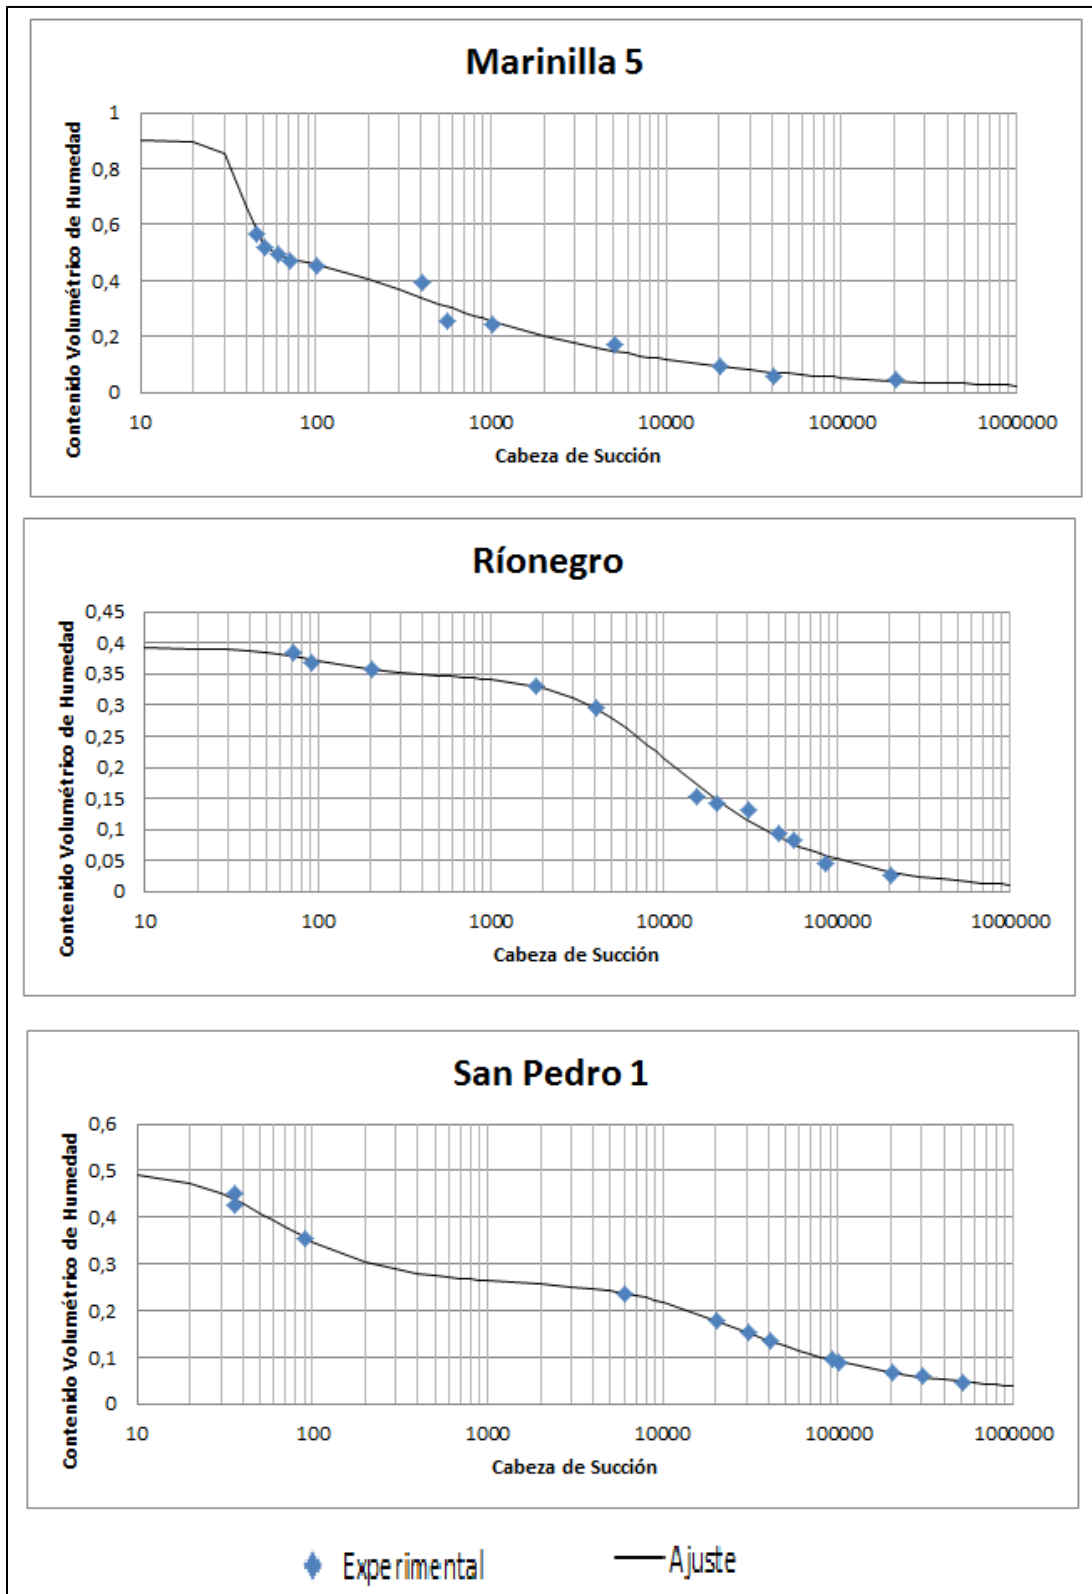 Marinilla 5
Contenido Volumétrico de Humedad
1
0,8
0,6
0,4
0,2
0
10 100 1000 10000 100000 1000000
Cabeza de Succión
Ríonegro
Contenido Volumétrico de Humedad
0,45
0,4
0,35
0,3
0,25
0,2
0,15
0,1
0,05
0
10 100 1000 10000 100000 1000000
Cabeza de Succión
San Pedro 1
Contenido Volumétrico de Humedad
0,6
0,5
0,4
0,3
0,2
0,1
0
10 100 1000 10000 100000 1000000
Cabeza de Succión
Experimental Ajuste